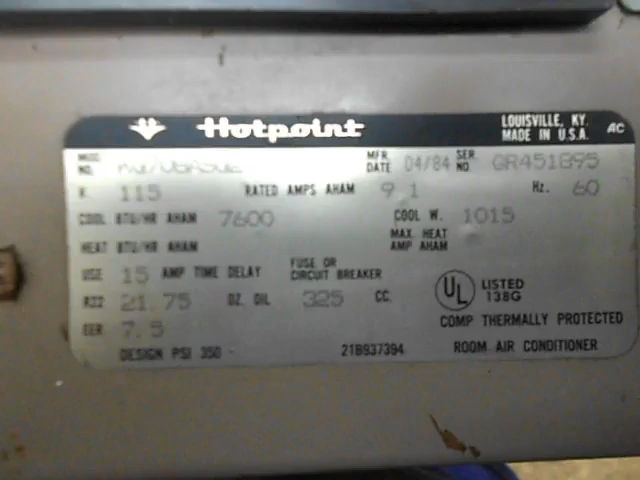 Hotpoint
LOUISVILLE, KY.
MADE IN U.S.A. AC
MOD. NO. MFR. DATE 04/84 SER NO GR451895
V. 115 RATED AMPS AHAM 9 1 Hz. 60
COOL BTU/HR AHAM 7600 COOL W. 1015
HEAT BTU/HR AHAM MAX. HEAT AMP AHAM
USE 15 AMP TIME DELAY FUSE OR CIRCUIT BREAKER
R22 21.75 OZ. OIL 325 CC.
UL LISTED 138G
EER 7.5 COMP THERMALLY PROTECTED
DESIGN PSI 350 21B937394 ROOM AIR CONDITIONER